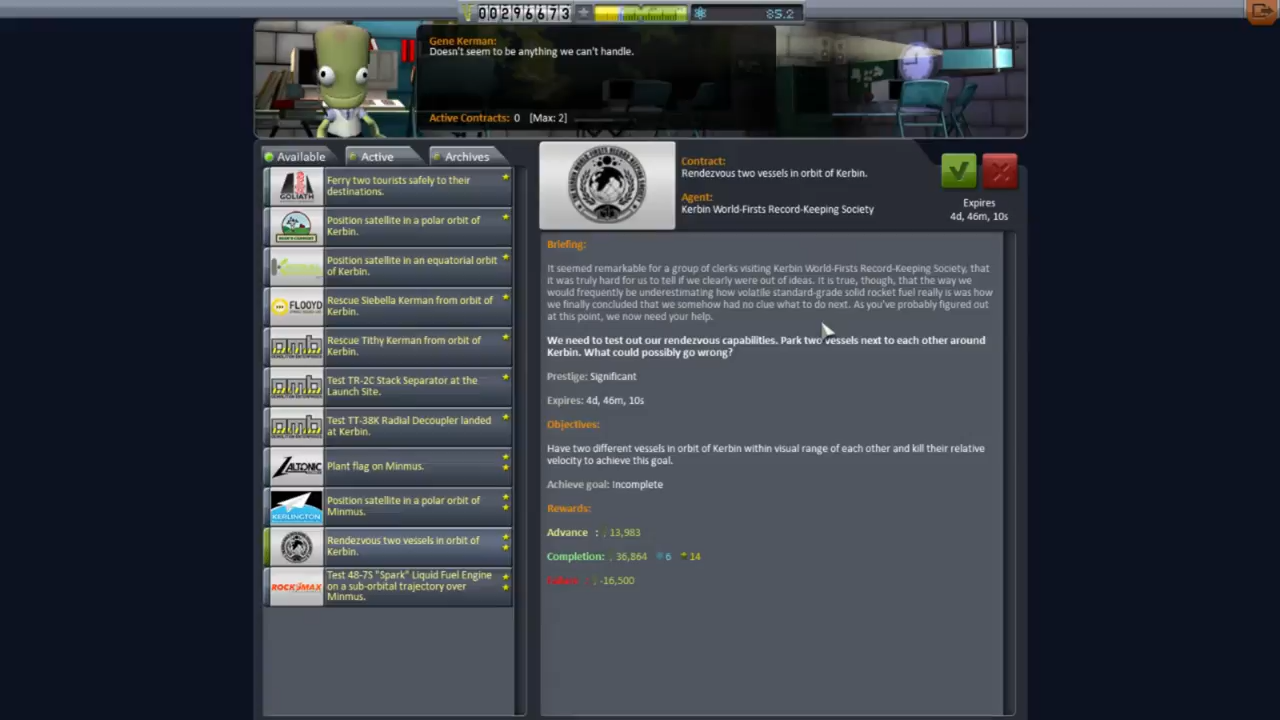 00296673
85.2
Gene Kerman:
Doesn't seem to be anything we can't handle.
Active Contracts: 0 [Max: 2]
Available
Active
Archives
GOLIATH
Ferry two tourists safely to their
destinations.
Position satellite in a polar orbit of
Kerbin.
Position satellite in an equatorial orbit
of Kerbin.
FLOOYD
Rescue Siebella Kerman from orbit of
Kerbin.
Rescue Tithy Kerman from orbit of
Kerbin.
Test TR-2C Stack Separator at the
Launch Site.
Test TT-38K Radial Decoupler landed
at Kerbin.
ZALTONIC
Plant flag on Minmus.
KERLINGTON
Position satellite in a polar orbit of
Minmus.
Rendezvous two vessels in orbit of
Kerbin.
ROCKOMAX
Test 48-7S "Spark" Liquid Fuel Engine
on a sub-orbital trajectory over
Minmus.
Contract:
Rendezvous two vessels in orbit of Kerbin.
Agent:
Kerbin World-Firsts Record-Keeping Society
Expires
4d, 46m, 10s
Briefing:
It seemed remarkable for a group of clerks visiting Kerbin World-Firsts Record-Keeping Society, that
it was truly hard for us to tell if we clearly were out of ideas. It is true, though, that the way we
would frequently be underestimating how volatile standard-grade solid rocket fuel really is was how
we finally concluded that we somehow had no clue what to do next. As you've probably figured out
at this point, we now need your help.
We need to test out our rendezvous capabilities. Park two vessels next to each other around
Kerbin. What could possibly go wrong?
Prestige: Significant
Expires: 4d, 46m, 10s
Objectives:
Have two different vessels in orbit of Kerbin within visual range of each other and kill their relative
velocity to achieve this goal.
Achieve goal: Incomplete
Rewards:
Advance : 13,983
Completion: 36,864 6 14
Failure : -16,500